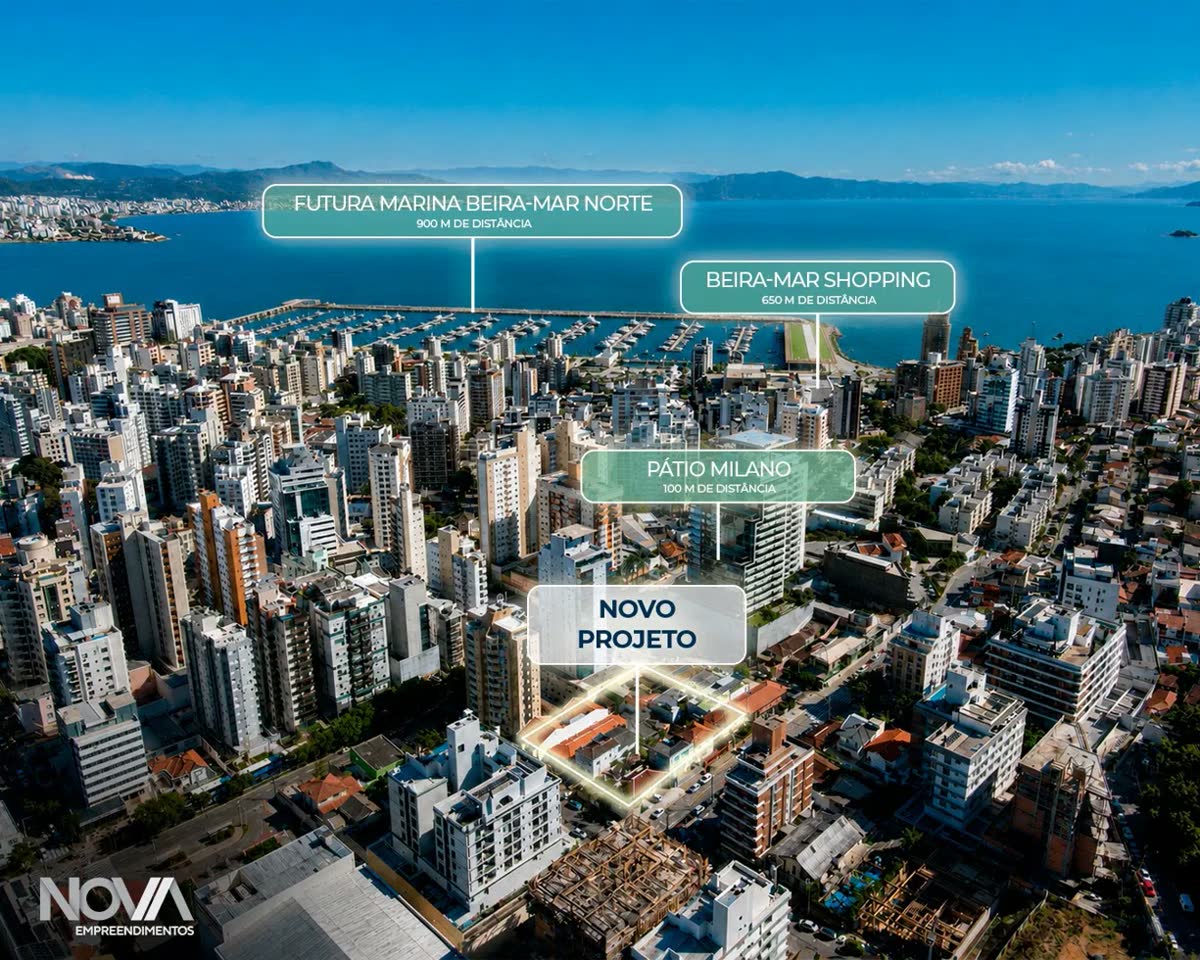 FUTURA MARINA BEIRA-MAR NORTE
900 M DE DISTÂNCIA
BEIRA-MAR SHOPPING
650 M DE DISTÂNCIA
PÁTIO MILANO
100 M DE DISTÂNCIA
NOVO
PROJETO
NOVA
EMPREENDIMENTOS